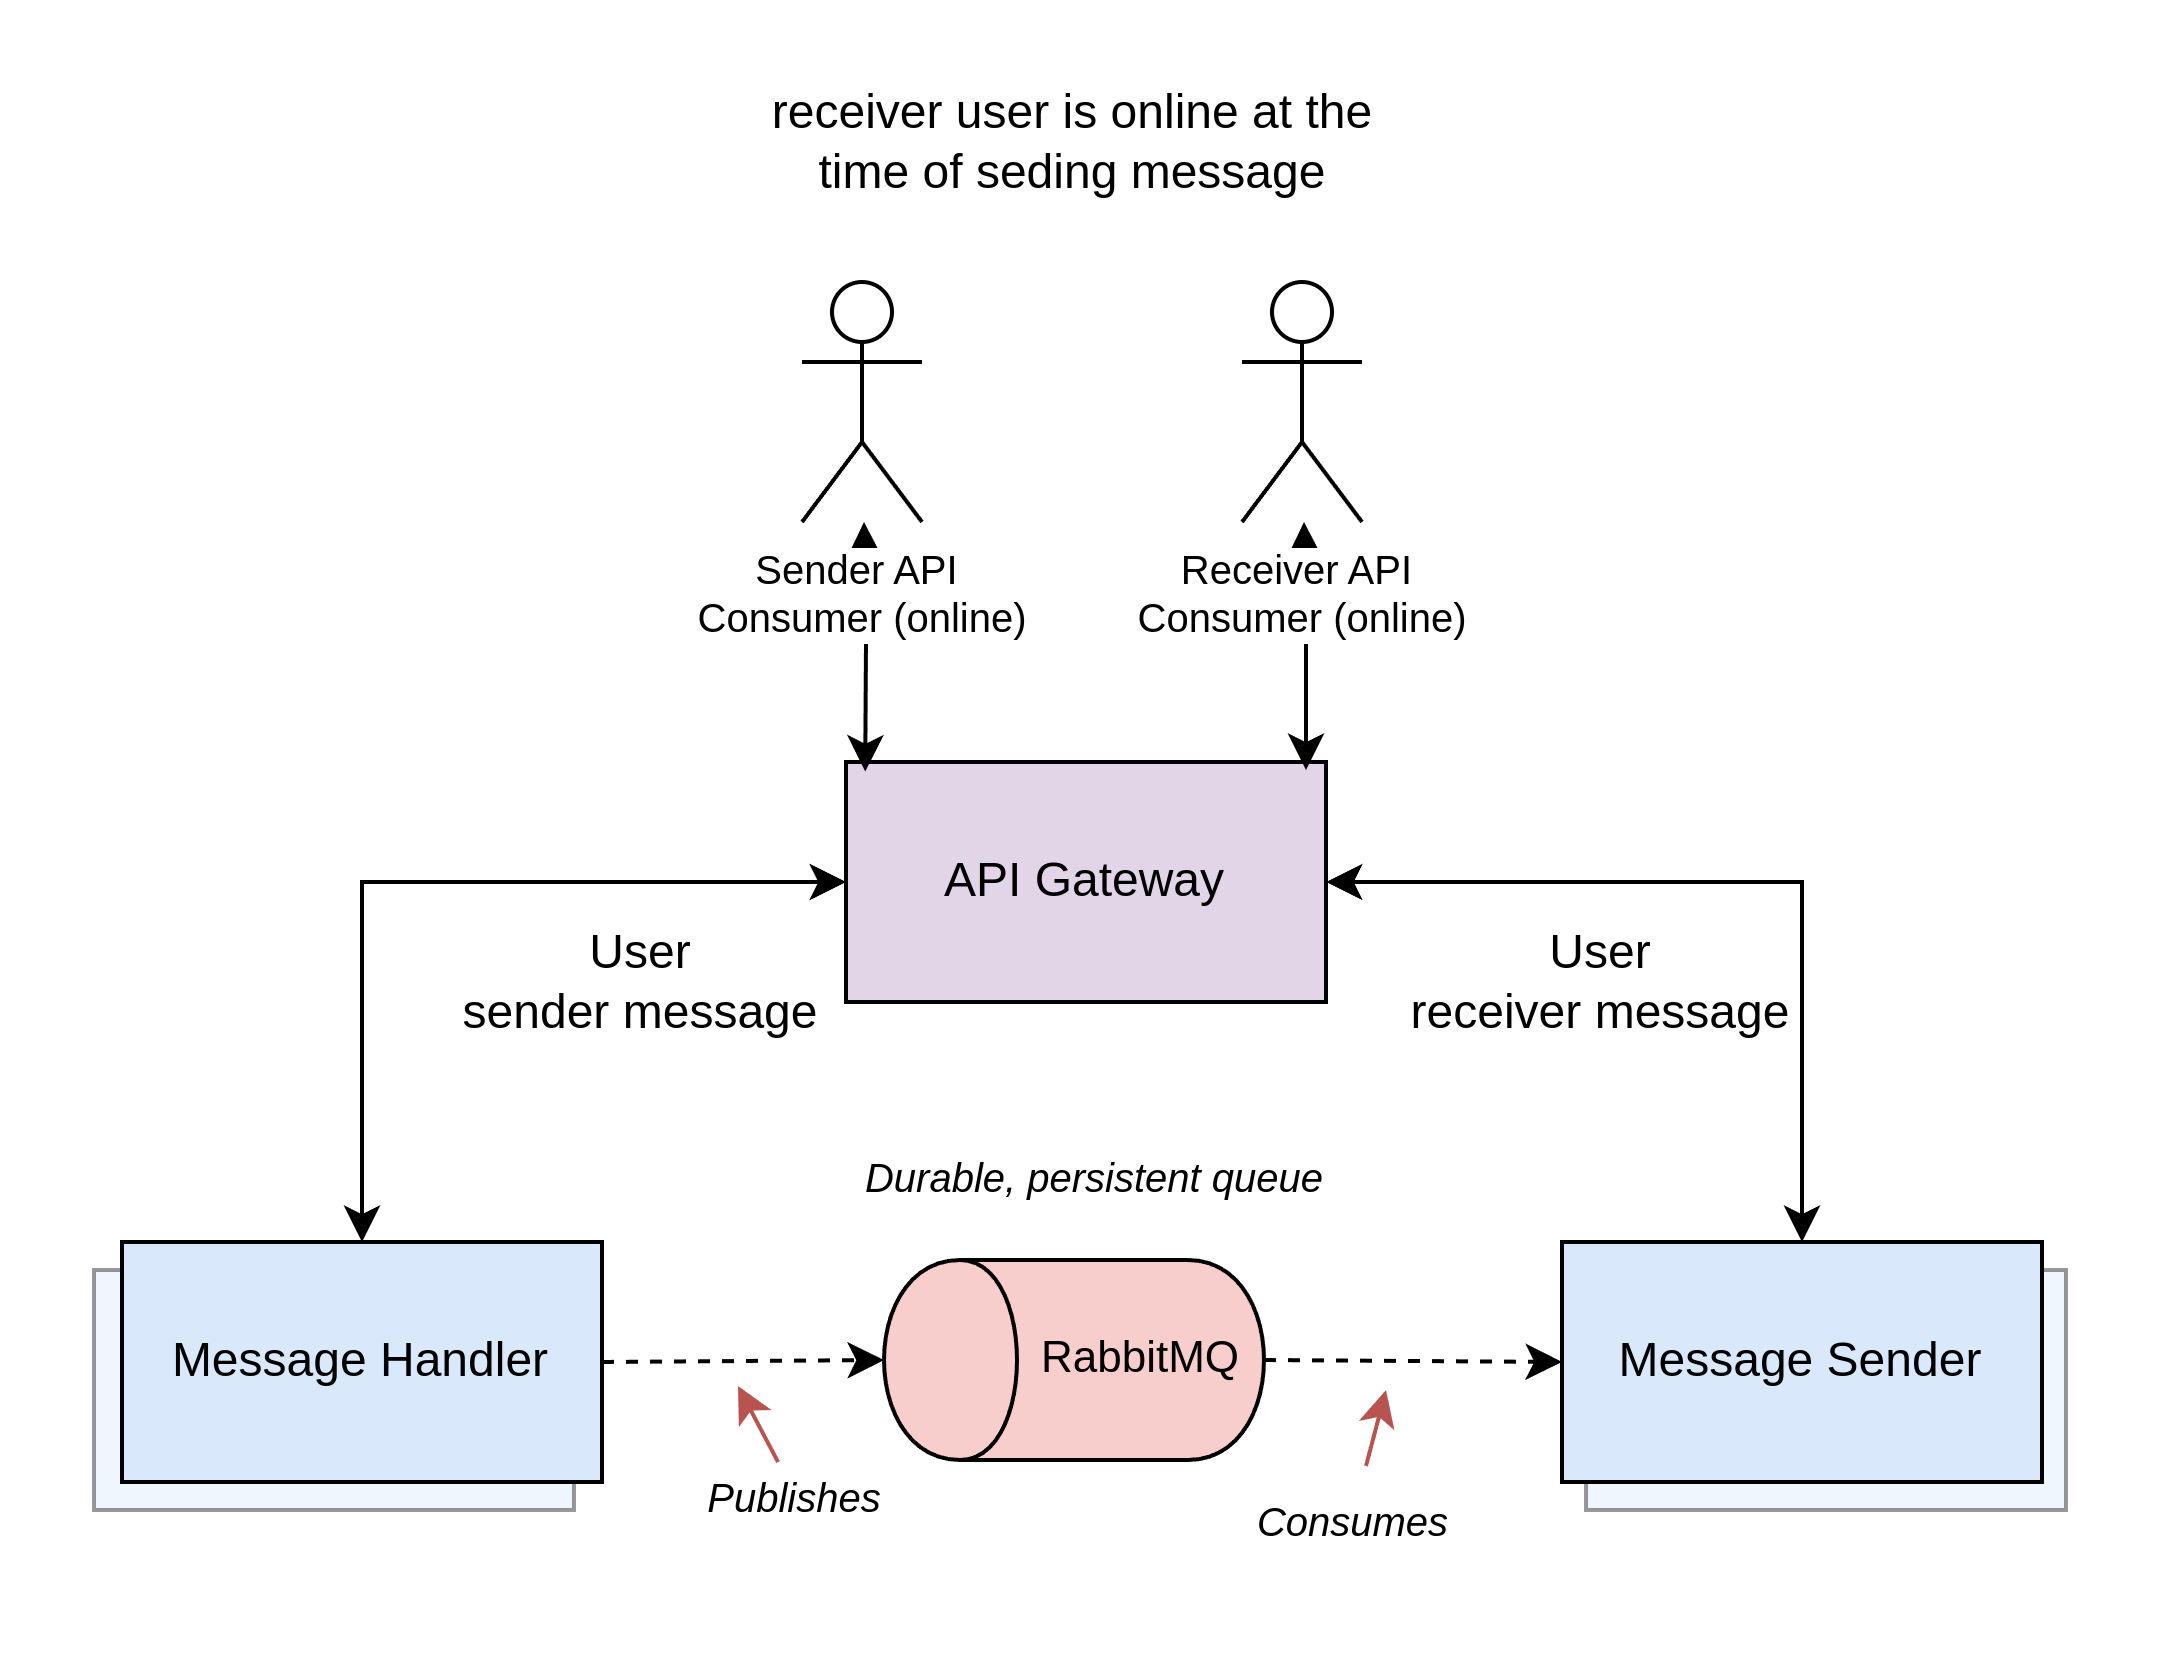 receiver user is online at the
time of seding message
Sender API
Consumer (online)
Receiver API
Consumer (online)
API Gateway
User
sender message
User
receiver message
Durable, persistent queue
Message Handler
RabbitMQ
Message Sender
Publishes
Consumes